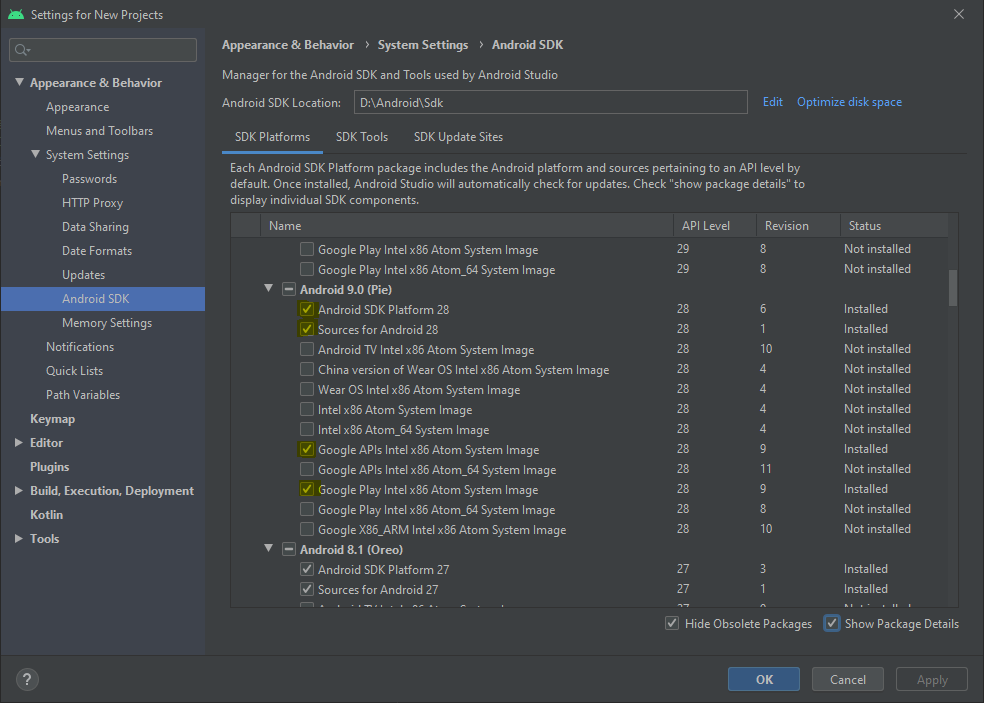 Settings for New Projects
Appearance & Behavior
Appearance
Menus and Toolbars
System Settings
Passwords
HTTP Proxy
Data Sharing
Date Formats
Updates
Android SDK
Memory Settings
Notifications
Quick Lists
Path Variables
Keymap
Editor
Plugins
Build, Execution, Deployment
Kotlin
Tools
Appearance & Behavior › System Settings › Android SDK
Manager for the Android SDK and Tools used by Android Studio
Android SDK Location: D:\Android\Sdk Edit Optimize disk space
SDK Platforms SDK Tools SDK Update Sites
Each Android SDK Platform package includes the Android platform and sources pertaining to an API level by
default. Once installed, Android Studio will automatically check for updates. Check "show package details" to
display individual SDK components.
Name API Level Revision Status
Google Play Intel x86 Atom System Image 29 8 Not installed
Google Play Intel x86 Atom_64 System Image 29 8 Not installed
Android 9.0 (Pie)
Android SDK Platform 28 28 6 Installed
Sources for Android 28 28 1 Installed
Android TV Intel x86 Atom System Image 28 10 Not installed
China version of Wear OS Intel x86 Atom System Image 28 4 Not installed
Wear OS Intel x86 Atom System Image 28 4 Not installed
Intel x86 Atom System Image 28 4 Not installed
Intel x86 Atom_64 System Image 28 4 Not installed
Google APIs Intel x86 Atom System Image 28 9 Installed
Google APIs Intel x86 Atom_64 System Image 28 11 Not installed
Google Play Intel x86 Atom System Image 28 9 Installed
Google Play Intel x86 Atom_64 System Image 28 8 Not installed
Google X86_ARM Intel x86 Atom System Image 28 10 Not installed
Android 8.1 (Oreo)
Android SDK Platform 27 27 3 Installed
Sources for Android 27 27 1 Installed
Hide Obsolete Packages Show Package Details
? OK Cancel Apply